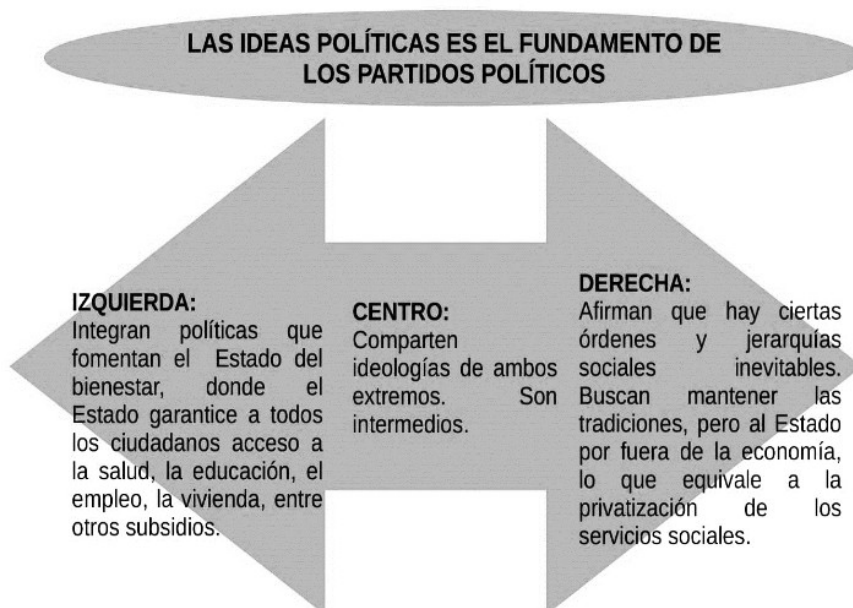 LAS IDEAS POLÍTICAS ES EL FUNDAMENTO DE
LOS PARTIDOS POLÍTICOS
IZQUIERDA:
Integran políticas que
fomentan el Estado del
bienestar, donde el
Estado garantice a todos
los ciudadanos acceso a
la salud, la educación, el
empleo, la vivienda, entre
otros subsidios.
CENTRO:
Comparten
ideologías de ambos
extremos. Son
intermedios.
DERECHA:
Afirman que hay ciertas
órdenes y jerarquías
sociales inevitables.
Buscan mantener las
tradiciones, pero al Estado
por fuera de la economía,
lo que equivale a la
privatización de los
servicios sociales.